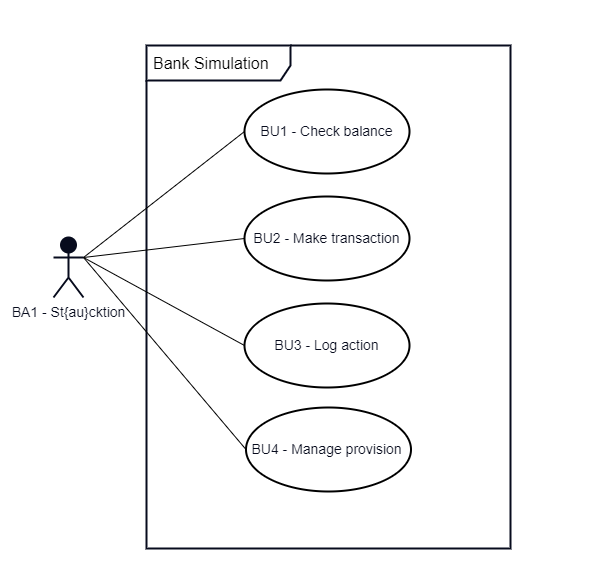 Bank Simulation
BU1 - Check balance
BU2 - Make transaction
BA1 - St{au}cktion
BU3 - Log action
BU4 - Manage provision